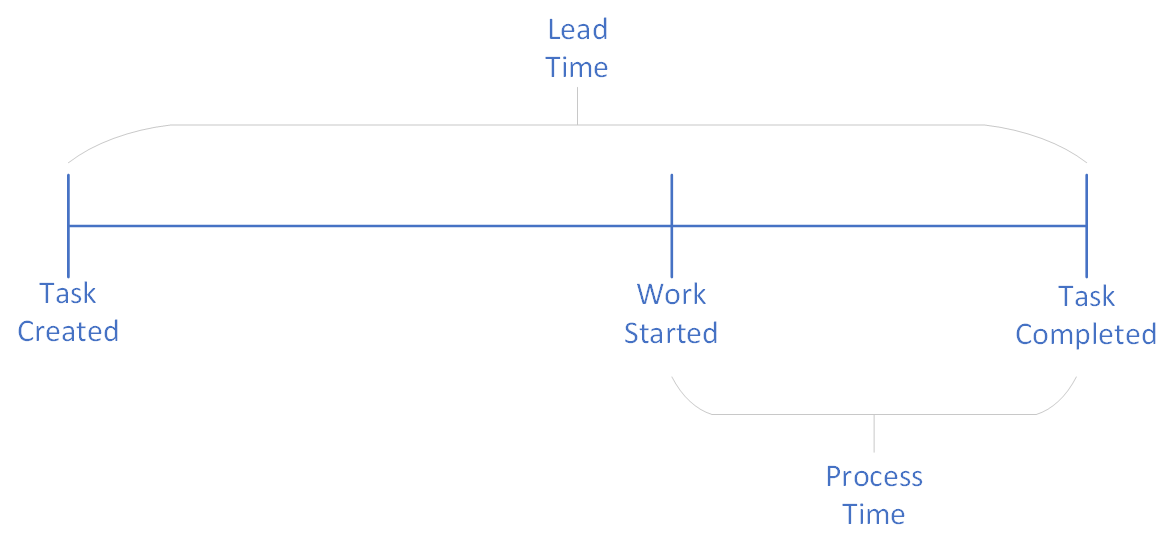 Lead
Time
Task
Created
Work
Started
Task
Completed
Process
Time